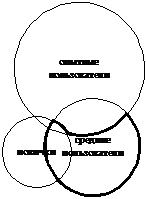 опытные
пользователи
средние
новички пользователи